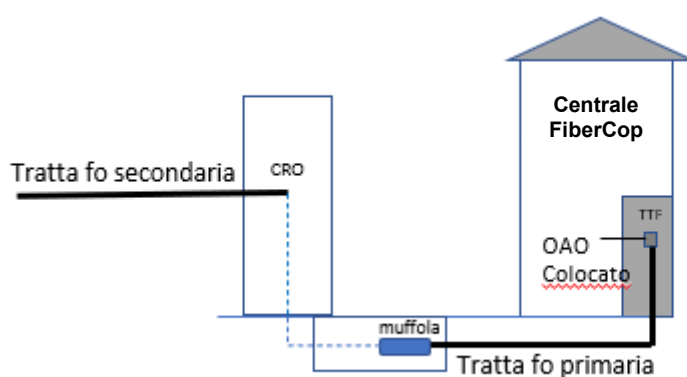 Centrale
FiberCop
Tratta fo secondaria
CRO
TTF
OAO
Colocato
muffola
Tratta fo primaria